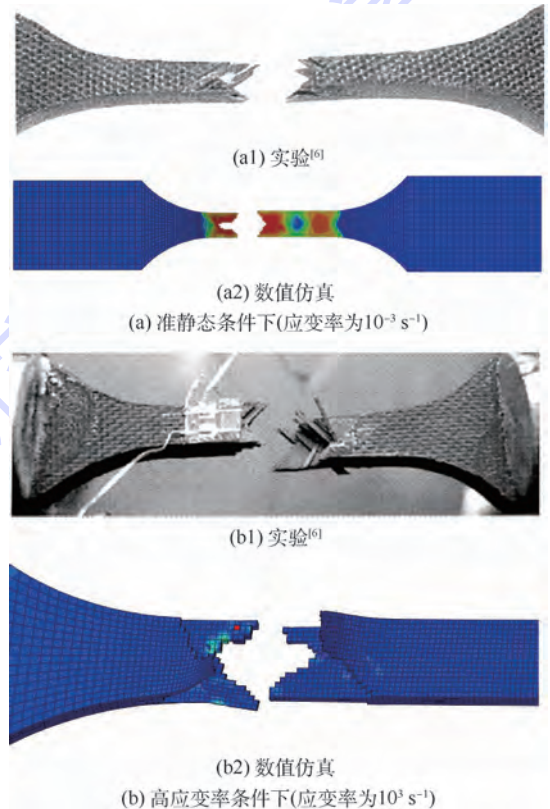 (a1) 实验[6]
(a2) 数值仿真
(a) 准静态条件下(应变率为10⁻³ s⁻¹)
(b1) 实验[6]
(b2) 数值仿真
(b) 高应变率条件下(应变率为10³ s⁻¹)